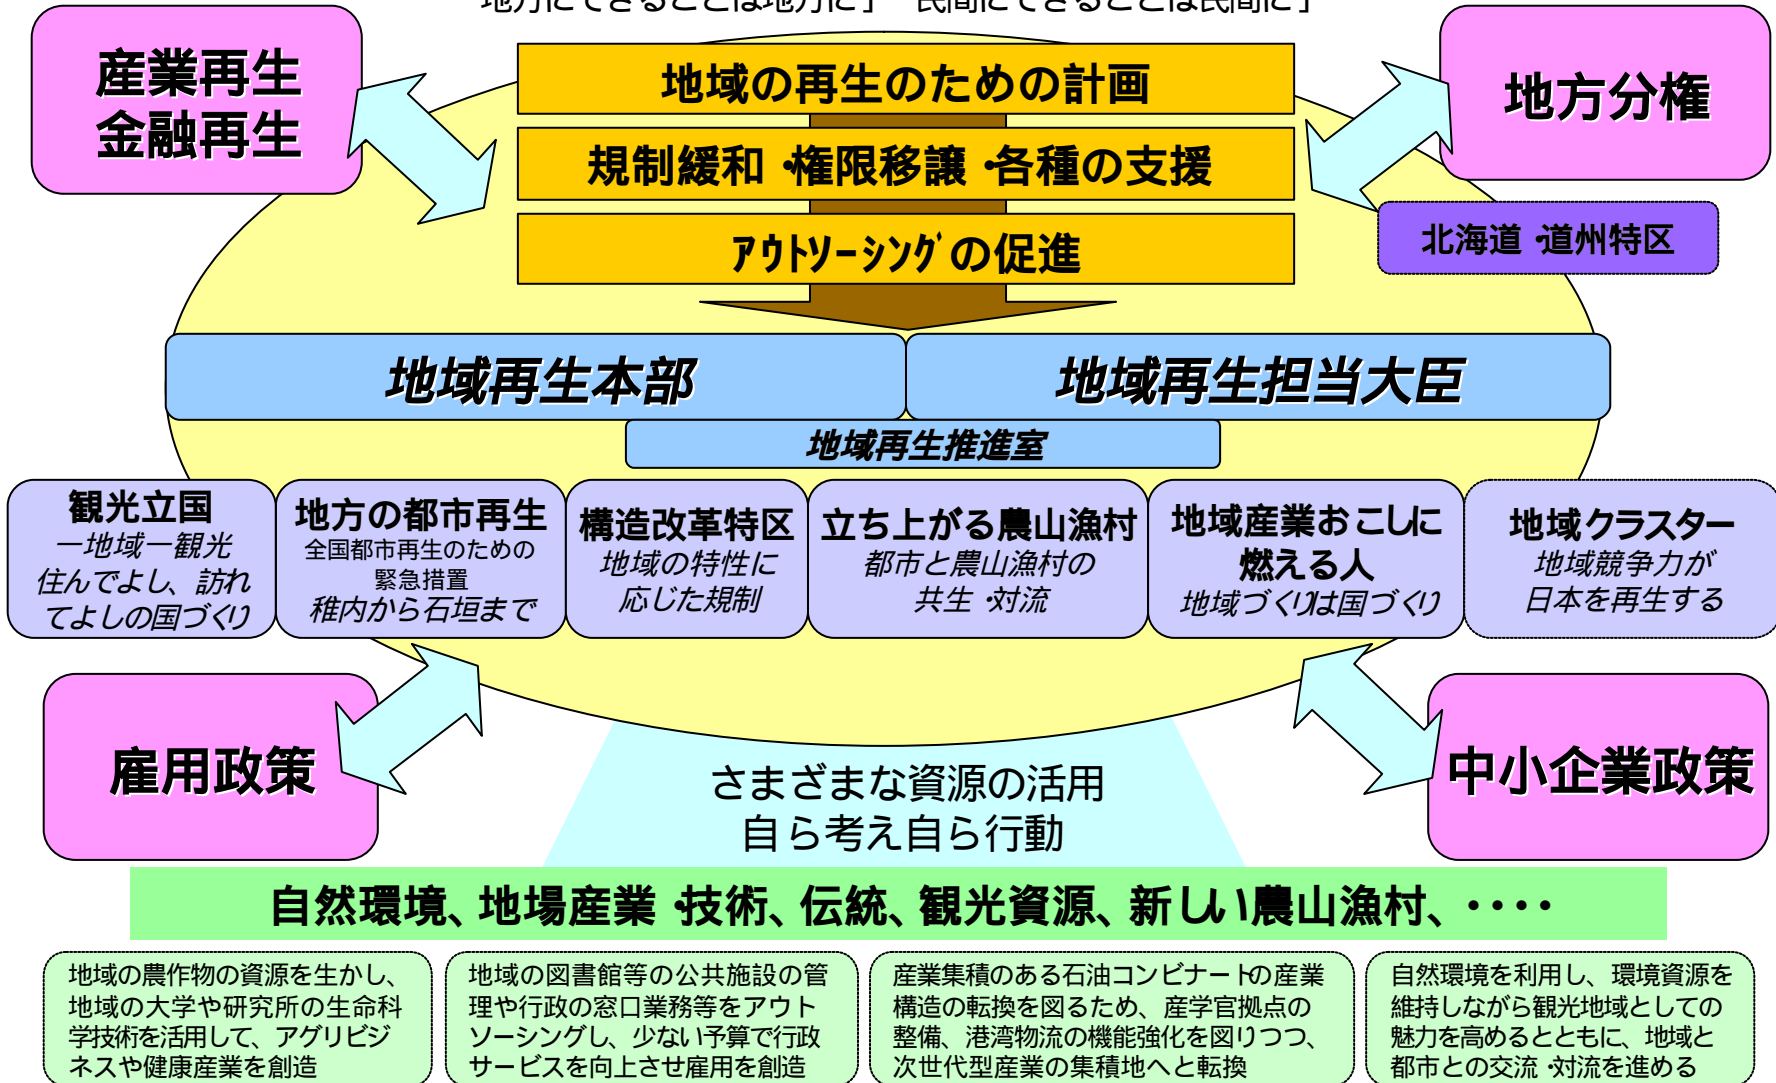 地方にできることは地方に」 民間にできることは民間に」
産業再生
金融再生
地域の再生のための計画
地方分権
規制緩和・権限移譲・各種の支援
アウトソーシングの促進
北海道・道州特区
地域再生本部
地域再生担当大臣
地域再生推進室
観光立国
一地域一観光
住んでよし、訪れ
てよしの国づくり
地方の都市再生
全国都市再生のための
緊急措置
稚内から石垣まで
構造改革特区
地域の特性に
応じた規制
立ち上がる農山漁村
都市と農山漁村の
共生・対流
地域産業おこしに
燃える人
地域づくりは国づくり
地域クラスター
地域競争力が
日本を再生する
雇用政策
中小企業政策
さまざまな資源の活用
自ら考え自ら行動
自然環境、地場産業・技術、伝統、観光資源、新しい農山漁村、・・・・
地域の農作物の資源を生かし、
地域の大学や研究所の生命科
学技術を活用して、アグリビジ
ネスや健康産業を創造
地域の図書館等の公共施設の管
理や行政の窓口業務等をアウト
ソーシングし、少ない予算で行政
サービスを向上させ雇用を創造
産業集積のある石油コンビナートの産業
構造の転換を図るため、産学官拠点の
整備、港湾物流の機能強化を図りつつ、
次世代型産業の集積地へと転換
自然環境を利用し、環境資源を
維持しながら観光地域としての
魅力を高めるとともに、地域と
都市との交流・対流を進める